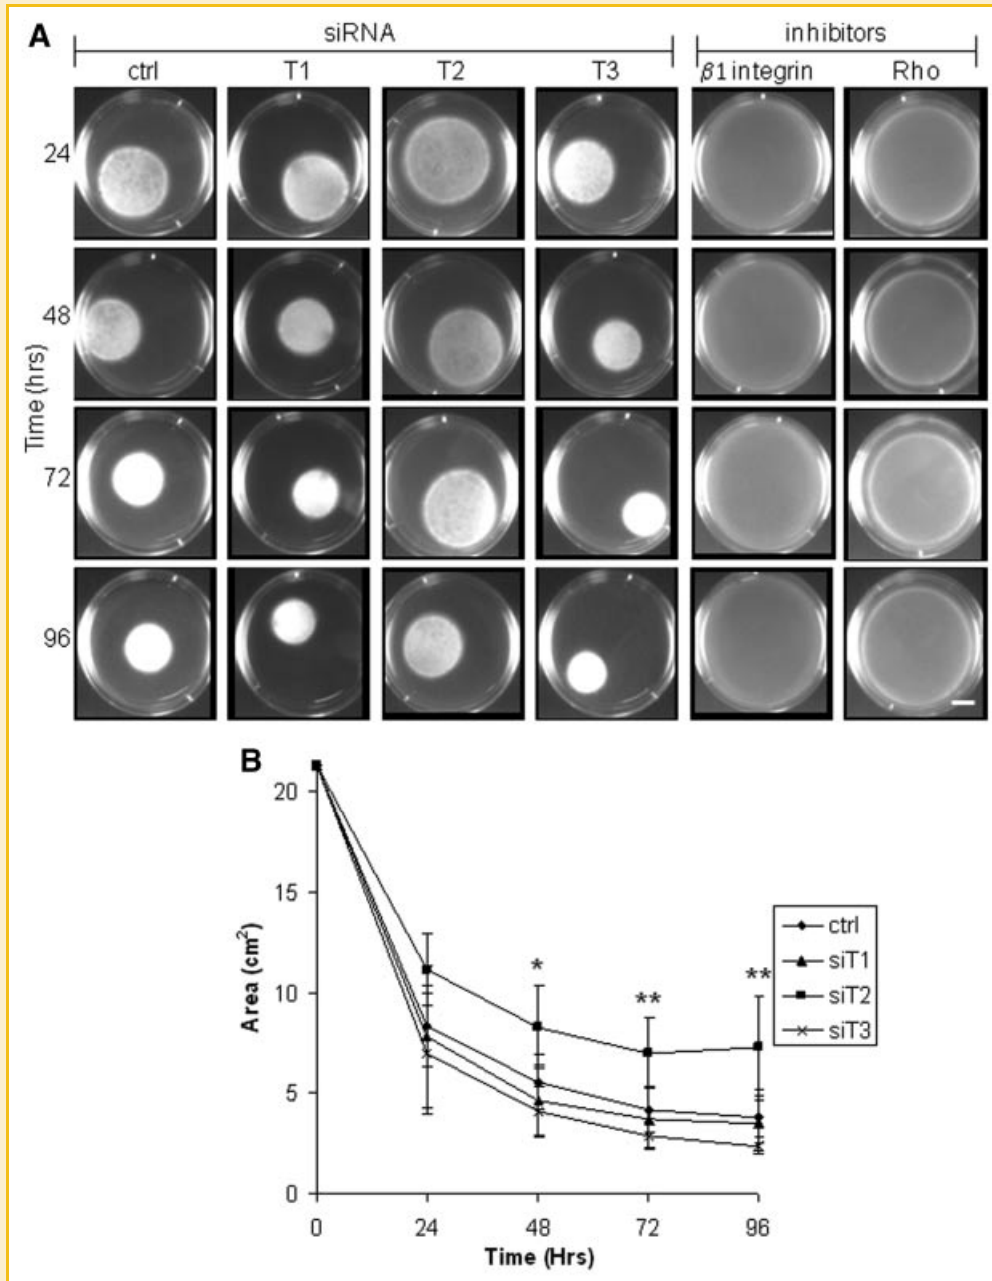 A
siRNA
inhibitors
ctrl T1 T2 T3 β1 integrin Rho
24
48
72
96
Time (hrs)
B
20
15
10
5
0
Area (cm²)
* ** **
ctrl
siT1
siT2
siT3
0 24 48 72 96
Time (Hrs)